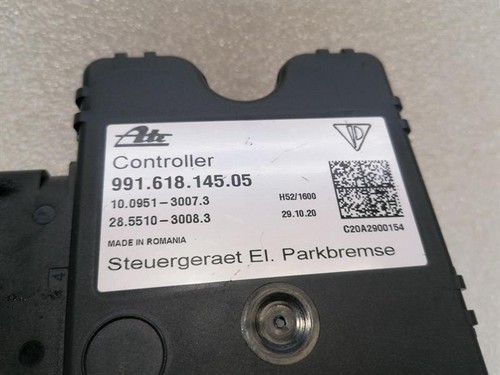 Ate
Controller
991.618.145.05
10.0951-3007.3 H52/1600
28.5510-3008.3 29.10.20
MADE IN ROMANIA C20A2900154
Steuergeraet El. Parkbremse